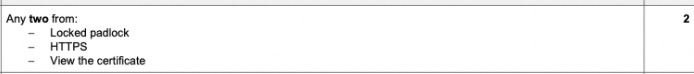 Any two from:
– Locked padlock
– HTTPS
– View the certificate
2